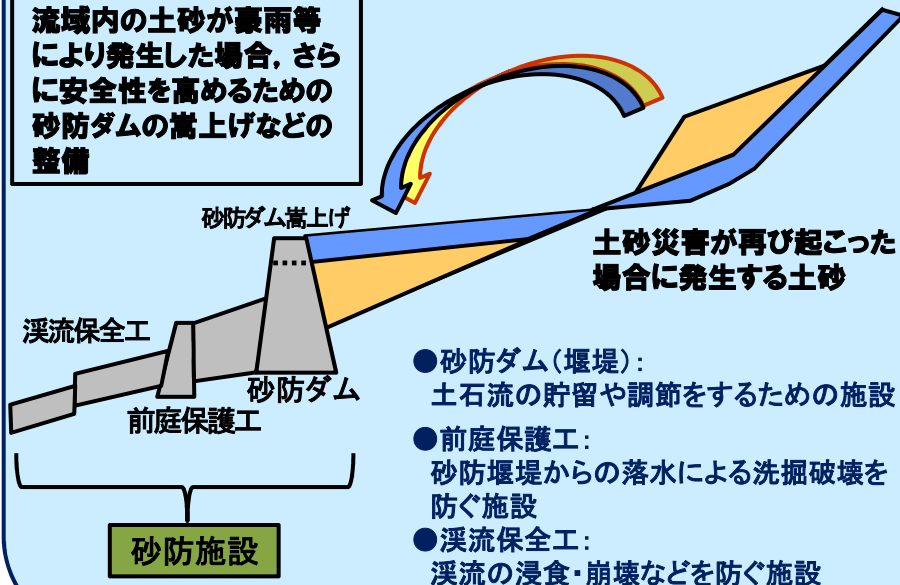 流域内の土砂が豪雨等
により発生した場合，さら
に安全性を高めるための
砂防ダムの嵩上げなどの
整備
砂防ダム嵩上げ
土砂災害が再び起こった
場合に発生する土砂
渓流保全工
砂防ダム
前庭保護工
砂防施設
●砂防ダム（堰堤）：
土石流の貯留や調節をするための施設
●前庭保護工：
砂防堰堤からの落水による洗掘破壊を
防ぐ施設
●渓流保全工：
渓流の浸食・崩壊などを防ぐ施設